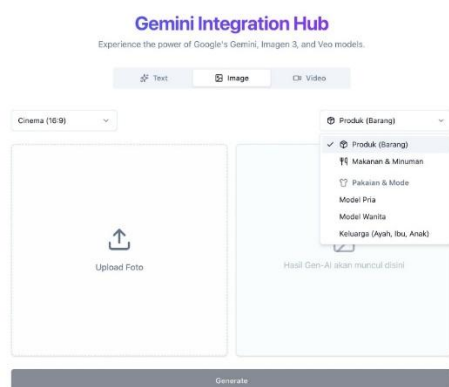 Gemini Integration Hub
Experience the power of Google's Gemini, Imagen 3, and Veo models.
Text Image Video
Cinema (16:9)
Produk (Barang)
Produk (Barang)
Makanan & Minuman
Pakaian & Mode
Model Pria
Model Wanita
Keluarga (Ayah, Ibu, Anak)
Upload Foto
Hasil Gen-AI akan muncul disini
Generate